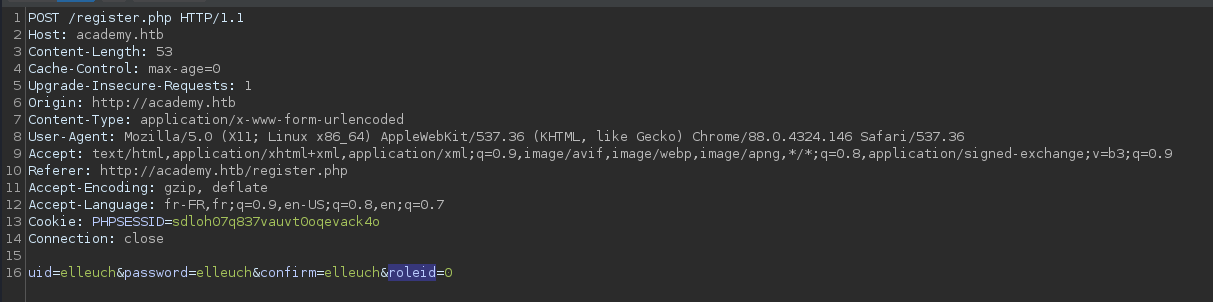 1 POST /register.php HTTP/1.1
2 Host: academy.htb
3 Content-Length: 53
4 Cache-Control: max-age=0
5 Upgrade-Insecure-Requests: 1
6 Origin: http://academy.htb
7 Content-Type: application/x-www-form-urlencoded
8 User-Agent: Mozilla/5.0 (X11; Linux x86_64) AppleWebKit/537.36 (KHTML, like Gecko) Chrome/88.0.4324.146 Safari/537.36
9 Accept: text/html,application/xhtml+xml,application/xml;q=0.9,image/avif,image/webp,image/apng,*/*;q=0.8,application/signed-exchange;v=b3;q=0.9
10 Referer: http://academy.htb/register.php
11 Accept-Encoding: gzip, deflate
12 Accept-Language: fr-FR,fr;q=0.9,en-US;q=0.8,en;q=0.7
13 Cookie: PHPSESSID=sdloh07q837vauvt0oqevack4o
14 Connection: close
15
16 uid=elleuch&password=elleuch&confirm=elleuch&roleid=0